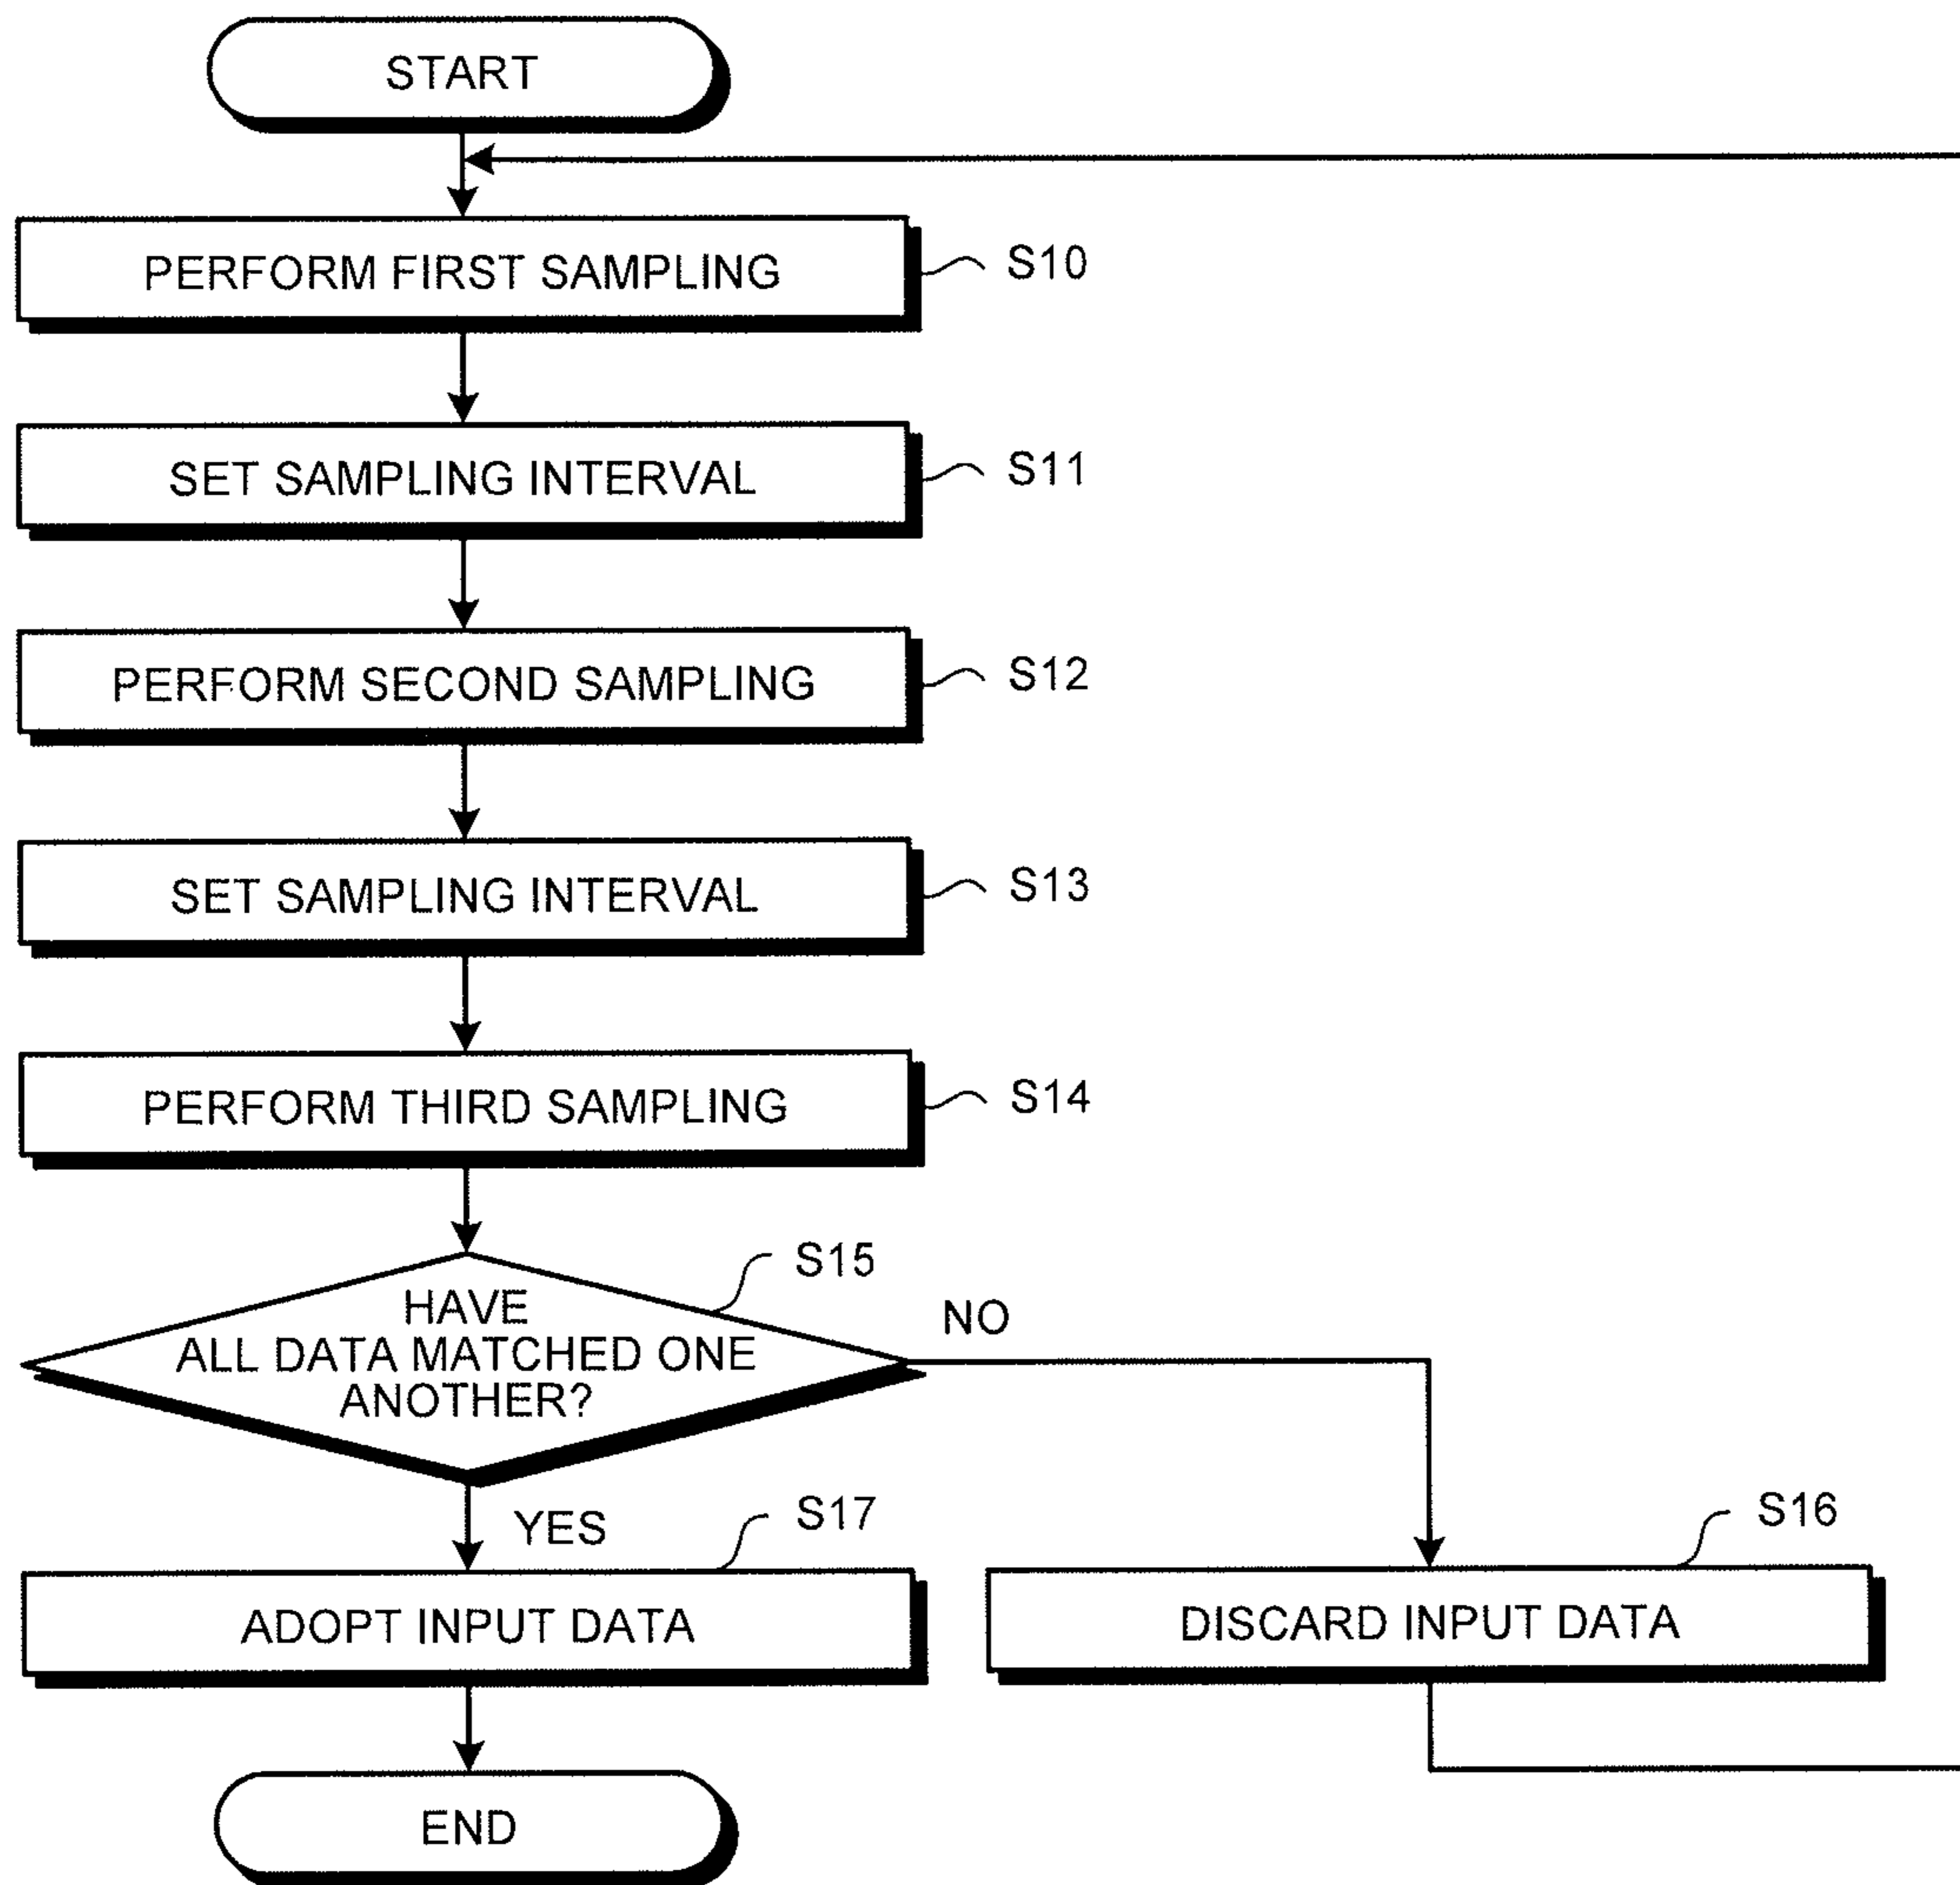 START
PERFORM FIRST SAMPLING
S10
SET SAMPLING INTERVAL
S11
PERFORM SECOND SAMPLING
S12
SET SAMPLING INTERVAL
S13
PERFORM THIRD SAMPLING
S14
S15
HAVE
ALL DATA MATCHED ONE
ANOTHER?
NO
YES
S17
S16
ADOPT INPUT DATA
DISCARD INPUT DATA
END